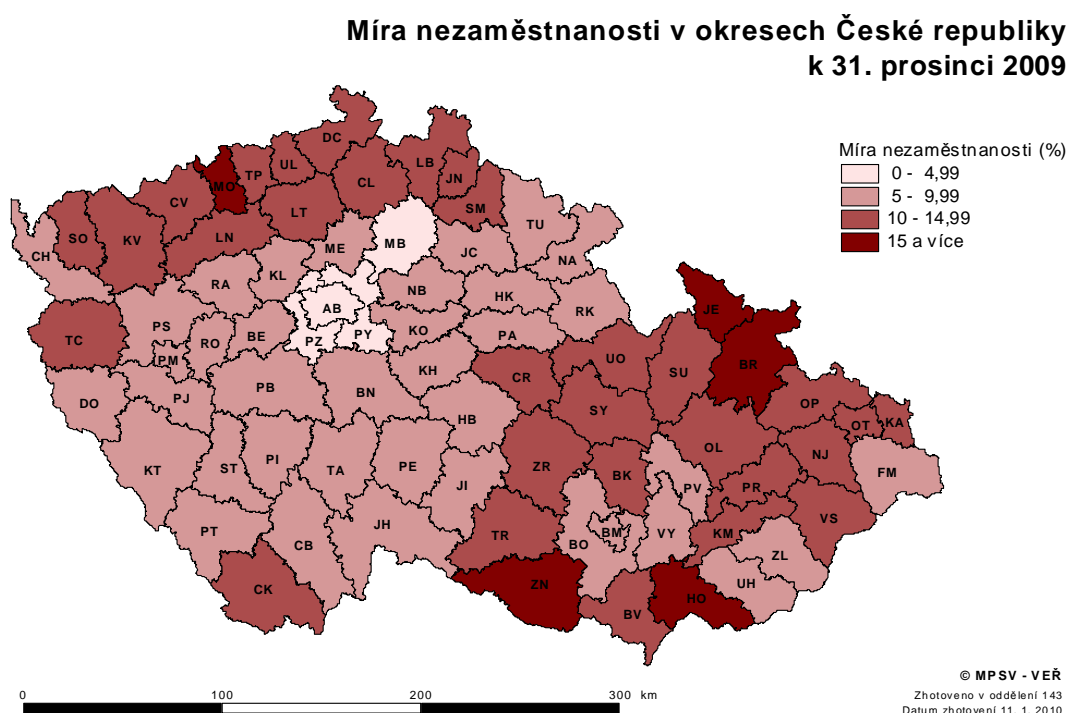 Míra nezaměstnanosti v okresech České republiky
k 31. prosinci 2009
Míra nezaměstnanosti (%)
0 - 4,99
5 - 9,99
10 - 14,99
15 a více
DC
UL
TP
MO
LB
JN
CL
CV
LT
SM
SO
KV
LN
CH
ME
MB
JC
TU
NA
RA
KL
NB
HK
RK
AB
TC
PS
RO
BE
PZ
PY
KO
PA
PM
JE
BR
UO
SU
DO
PJ
PB
BN
KH
CR
SY
OP
OT
KA
HB
KT
ST
PI
TA
PE
ZR
BK
OL
NJ
FM
JI
PV
PR
VS
PT
CB
JH
TR
BO
BM
VY
KM
ZL
CK
ZN
UH
HO
BV
© MPSV - VEŘ
0 100 200 300 km
Zhotoveno v oddělení 143
Datum zhotovení 11. 1. 2010